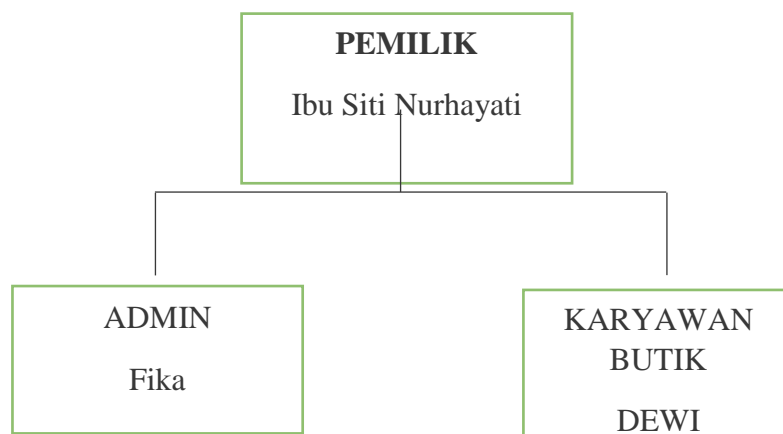 PEMILIK
Ibu Siti Nurhayati
ADMIN
Fika
KARYAWAN
BUTIK
DEWI